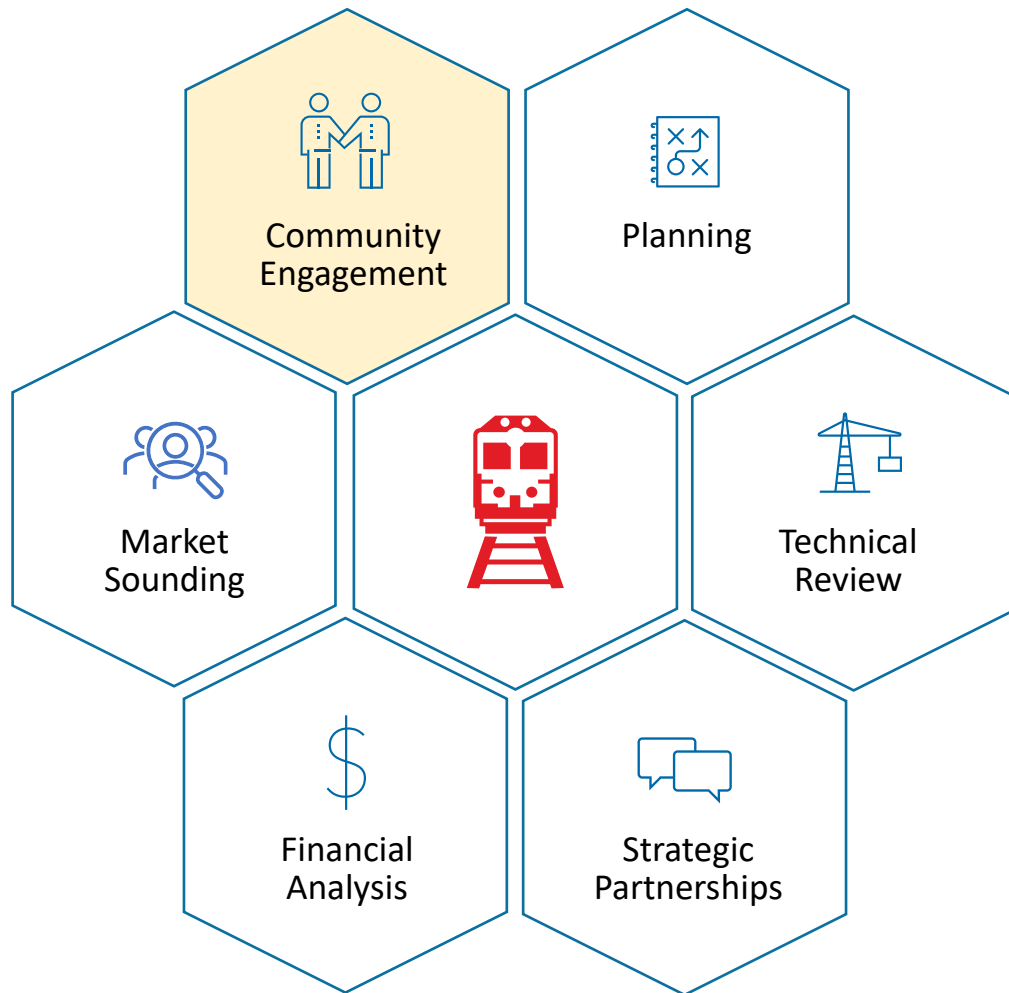 Community
Engagement
Planning
Market
Sounding
Technical
Review
Financial
Analysis
Strategic
Partnerships